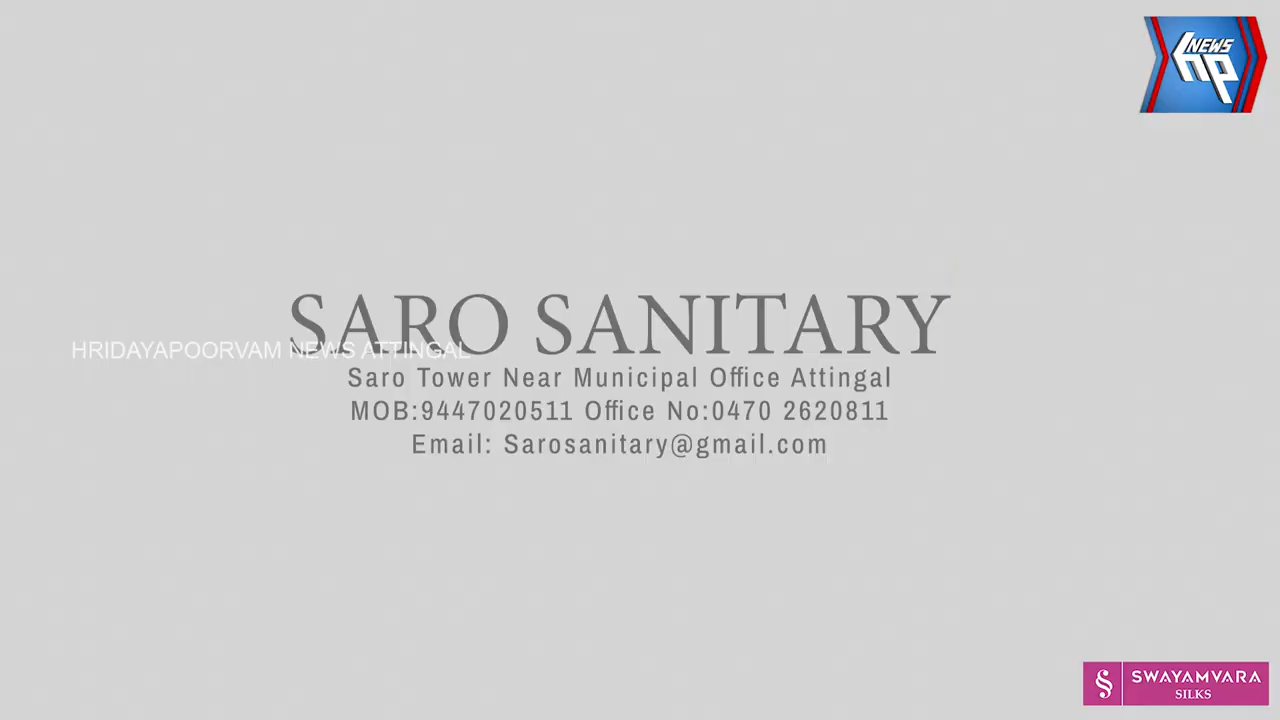 NEWS
hp
SARO SANITARY
HRIDAYAPOORVAM NEWS ATTINGAL
Saro Tower Near Municipal Office Attingal
MOB:9447020511 Office No:0470 2620811
Email: Sarosanitary@gmail.com
SWAYAMVARA
SILKS